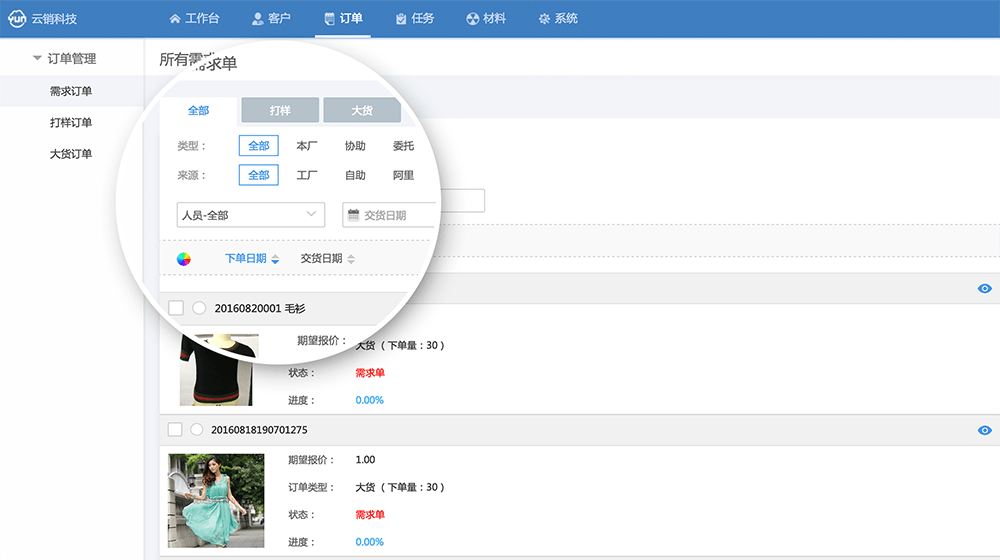 yun 云销科技 工作台 客户 订单 任务 材料 系统
订单管理
需求订单
打样订单
大货订单
所有需求单
全部 打样 大货
类型： 全部 本厂 协助 委托
来源： 全部 工厂 自助 阿里
人员-全部 交货日期
下单日期 交货日期
20160820001 毛衫
期望报价：
大货（下单量：30）
状态： 需求单
进度： 0.00%
20160818190701275
期望报价： 1.00
订单类型： 大货（下单量：30）
状态： 需求单
进度： 0.00%